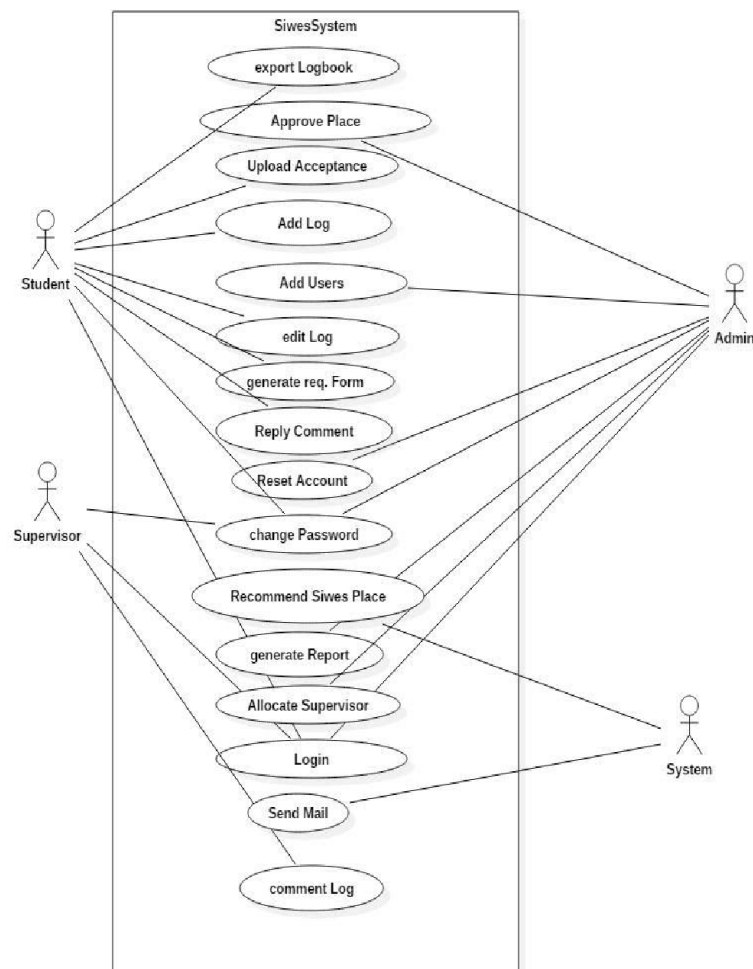 SiwesSystem
export Logbook
Approve Place
Upload Acceptance
Add Log
Student
Add Users
Admin
edit Log
generate req. Form
Reply Comment
Reset Account
Supervisor
change Password
Recommend Siwes Place
generate Report
Allocate Supervisor
Login
System
Send Mail
comment Log